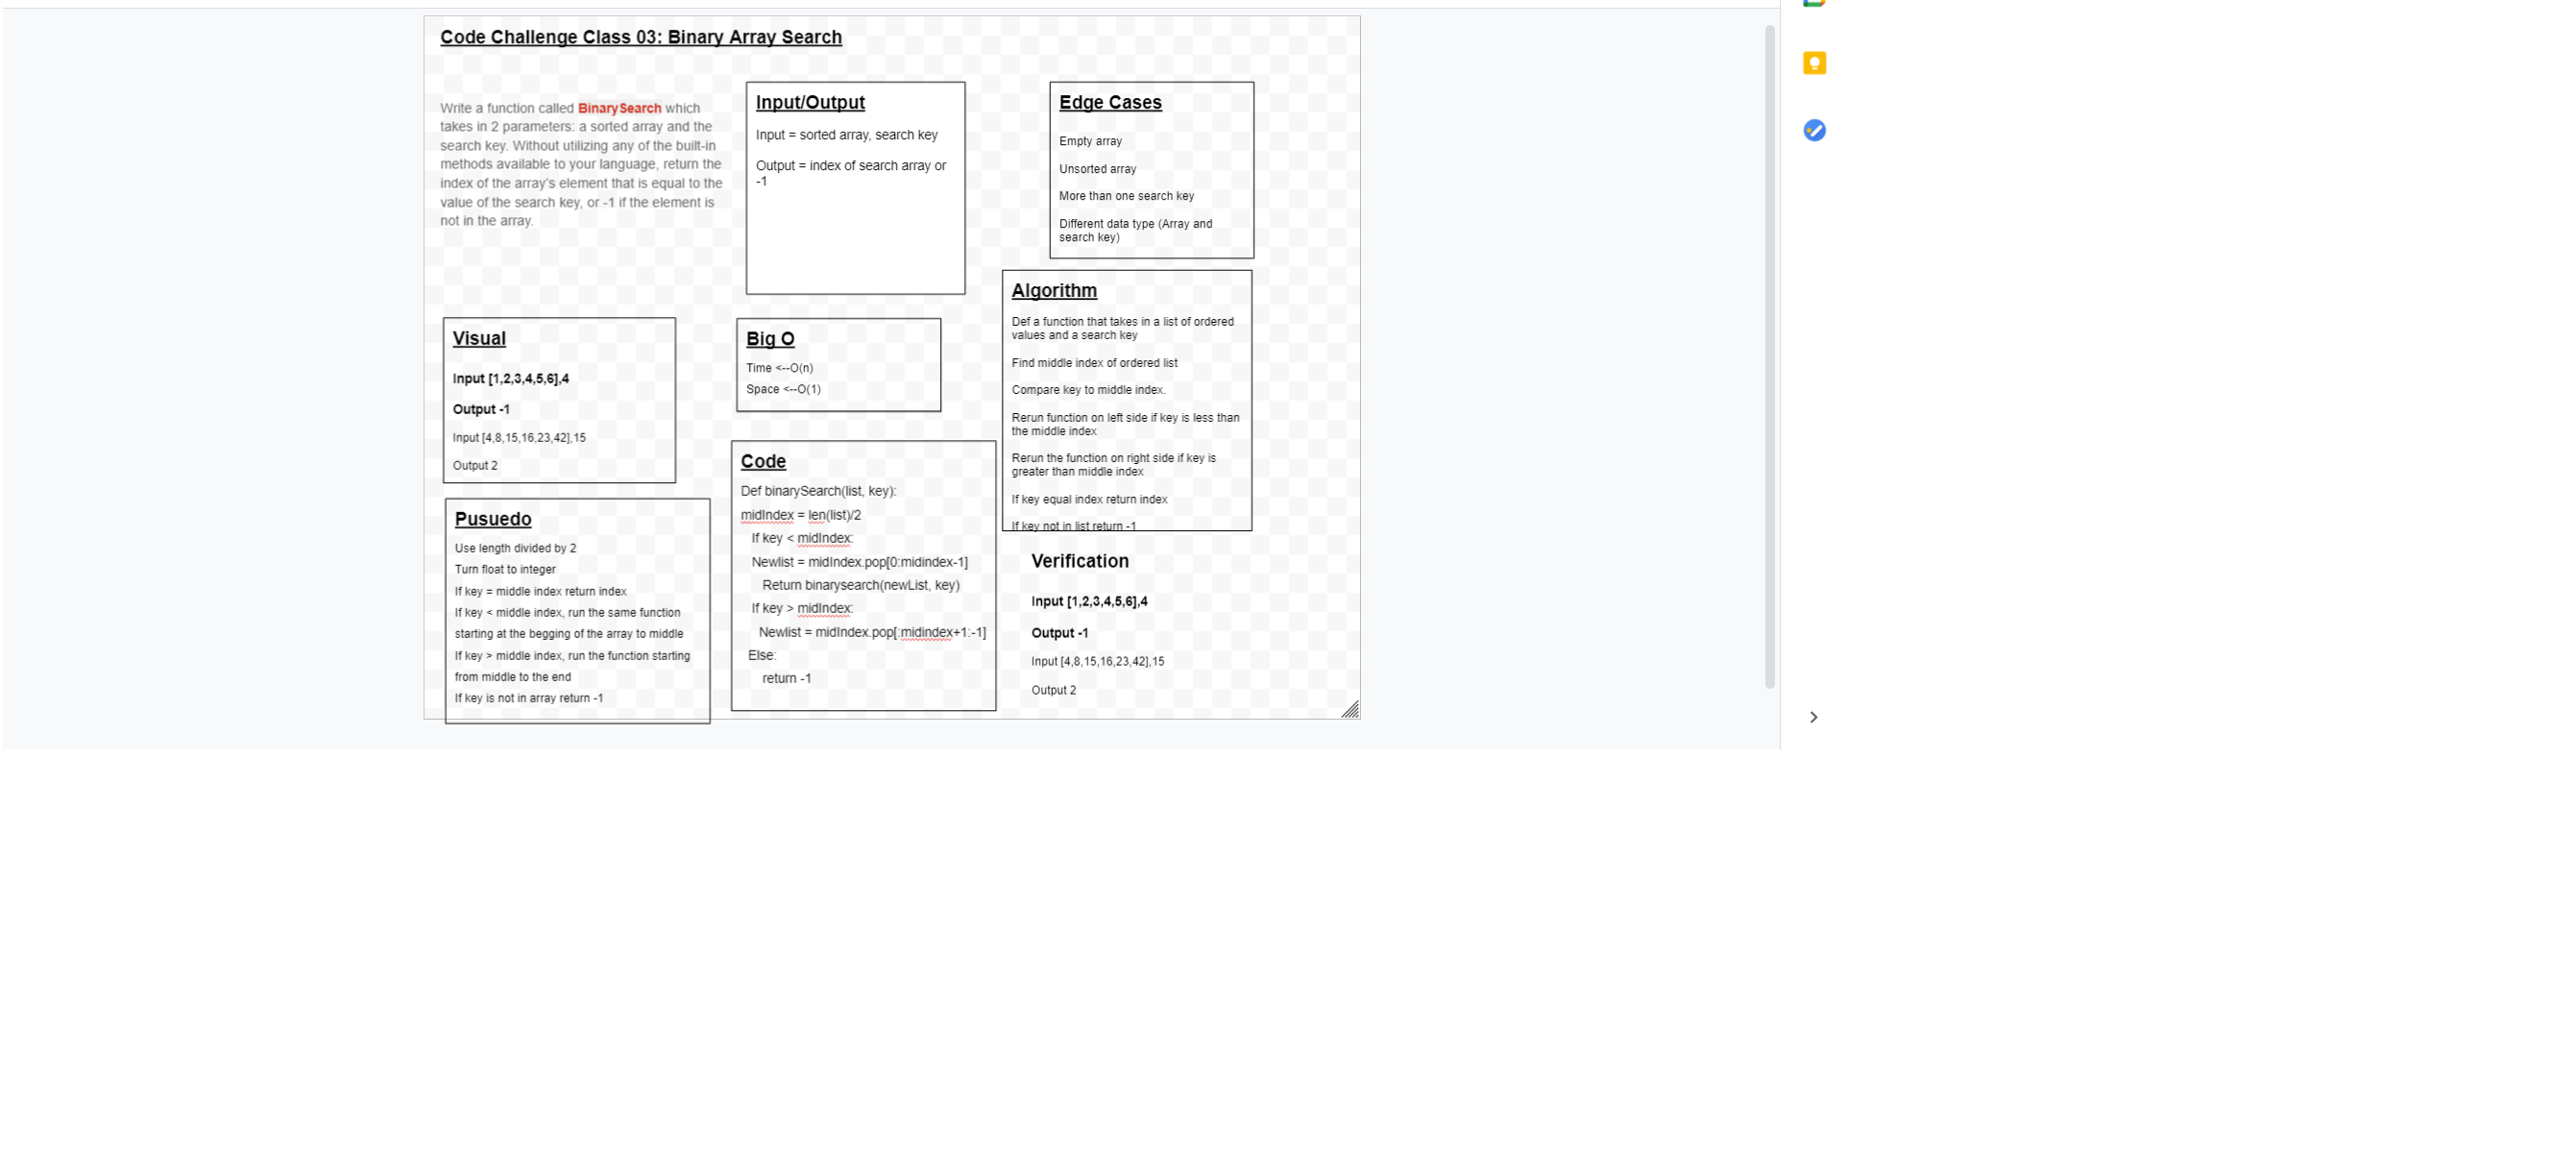 Code Challenge Class 03: Binary Array Search
Write a function called BinarySearch which
takes in 2 parameters: a sorted array and the
search key. Without utilizing any of the built-in
methods available to your language, return the
index of the array's element that is equal to the
value of the search key, or -1 if the element is
not in the array.
Input/Output
Input = sorted array, search key
Output = index of search array or
-1
Edge Cases
Empty array
Unsorted array
More than one search key
Different data type (Array and
search key)
Visual
Input [1,2,3,4,5,6],4
Output -1
Input [4,8,15,16,23,42],15
Output 2
Big O
Time <--O(n)
Space <--O(1)
Algorithm
Def a function that takes in a list of ordered
values and a search key
Find middle index of ordered list
Compare key to middle index.
Rerun function on left side if key is less than
the middle index
Rerun the function on right side if key is
greater than middle index
If key equal index return index
If key not in list return -1
Pusuedo
Use length divided by 2
Turn float to integer
If key = middle index return index
If key < middle index, run the same function
starting at the begging of the array to middle
If key > middle index, run the function starting
from middle to the end
If key is not in array return -1
Code
Def binarySearch(list, key):
midIndex = len(list)/2
If key < midIndex:
Newlist = midIndex.pop[0:midindex-1]
Return binarysearch(newList, key)
If key > midIndex:
Newlist = midIndex.pop[:midindex+1:-1]
Else:
return -1
Verification
Input [1,2,3,4,5,6],4
Output -1
Input [4,8,15,16,23,42],15
Output 2